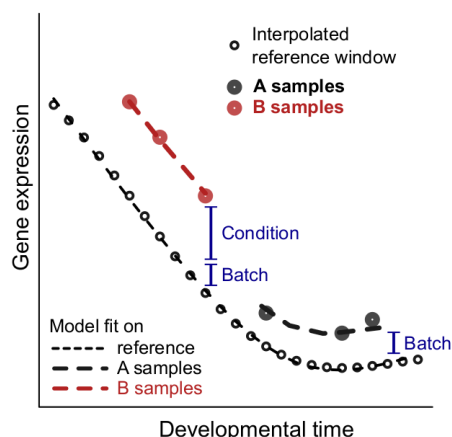 Interpolated
reference window
A samples
B samples
Gene expression
Condition
Batch
Batch
Model fit on
reference
A samples
B samples
Developmental time